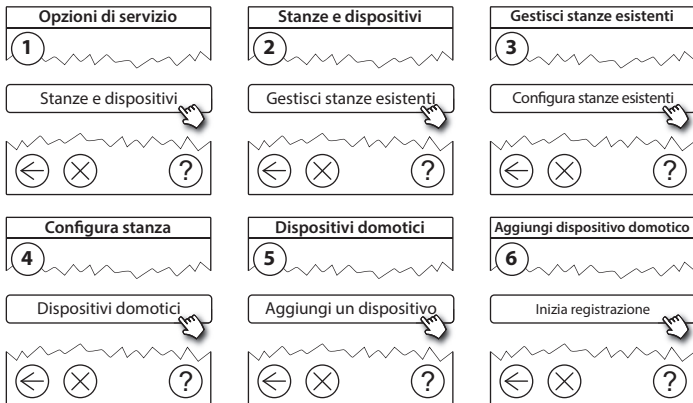 Opzioni di servizio
1
Stanze e dispositivi
?
Stanze e dispositivi
2
Gestisci stanze esistenti
?
Gestisci stanze esistenti
3
Configura stanze esistenti
?
Configura stanza
4
Dispositivi domotici
?
Dispositivi domotici
5
Aggiungi un dispositivo
?
Aggiungi dispositivo domotico
6
Inizia registrazione
?